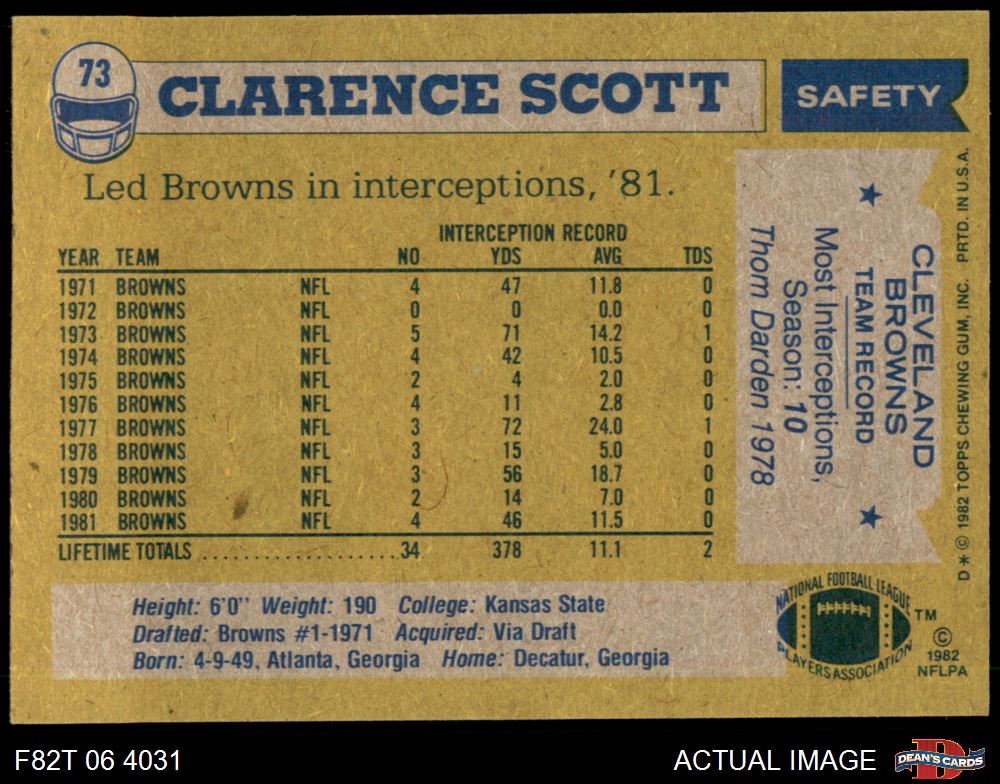 73
CLARENCE SCOTT
SAFETY
Led Browns in interceptions, '81.
INTERCEPTION RECORD
YEAR TEAM NO YDS AVG TDS
1971 BROWNS NFL 4 47 11.8 0
1972 BROWNS NFL 0 0 0.0 0
1973 BROWNS NFL 5 71 14.2 1
1974 BROWNS NFL 4 42 10.5 0
1975 BROWNS NFL 2 4 2.0 0
1976 BROWNS NFL 4 11 2.8 0
1977 BROWNS NFL 3 72 24.0 1
1978 BROWNS NFL 3 15 5.0 0
1979 BROWNS NFL 3 56 18.7 0
1980 BROWNS NFL 2 14 7.0 0
1981 BROWNS NFL 4 46 11.5 0
LIFETIME TOTALS ....................34 378 11.1 2
Height: 6'0" Weight: 190 College: Kansas State
Drafted: Browns #1-1971 Acquired: Via Draft
Born: 4-9-49, Atlanta, Georgia Home: Decatur, Georgia
CLEVELAND
BROWNS
★ TEAM RECORD ★
Most Interceptions,
Season: 10
Thom Darden 1978
D✶© 1982 TOPPS CHEWING GUM, INC. PRTD. IN U.S.A.
NATIONAL FOOTBALL LEAGUE
PLAYERS ASSOCIATION
TM
©
1982
NFLPA
F82T 06 4031
ACTUAL IMAGE
D
DEAN'S CARDS